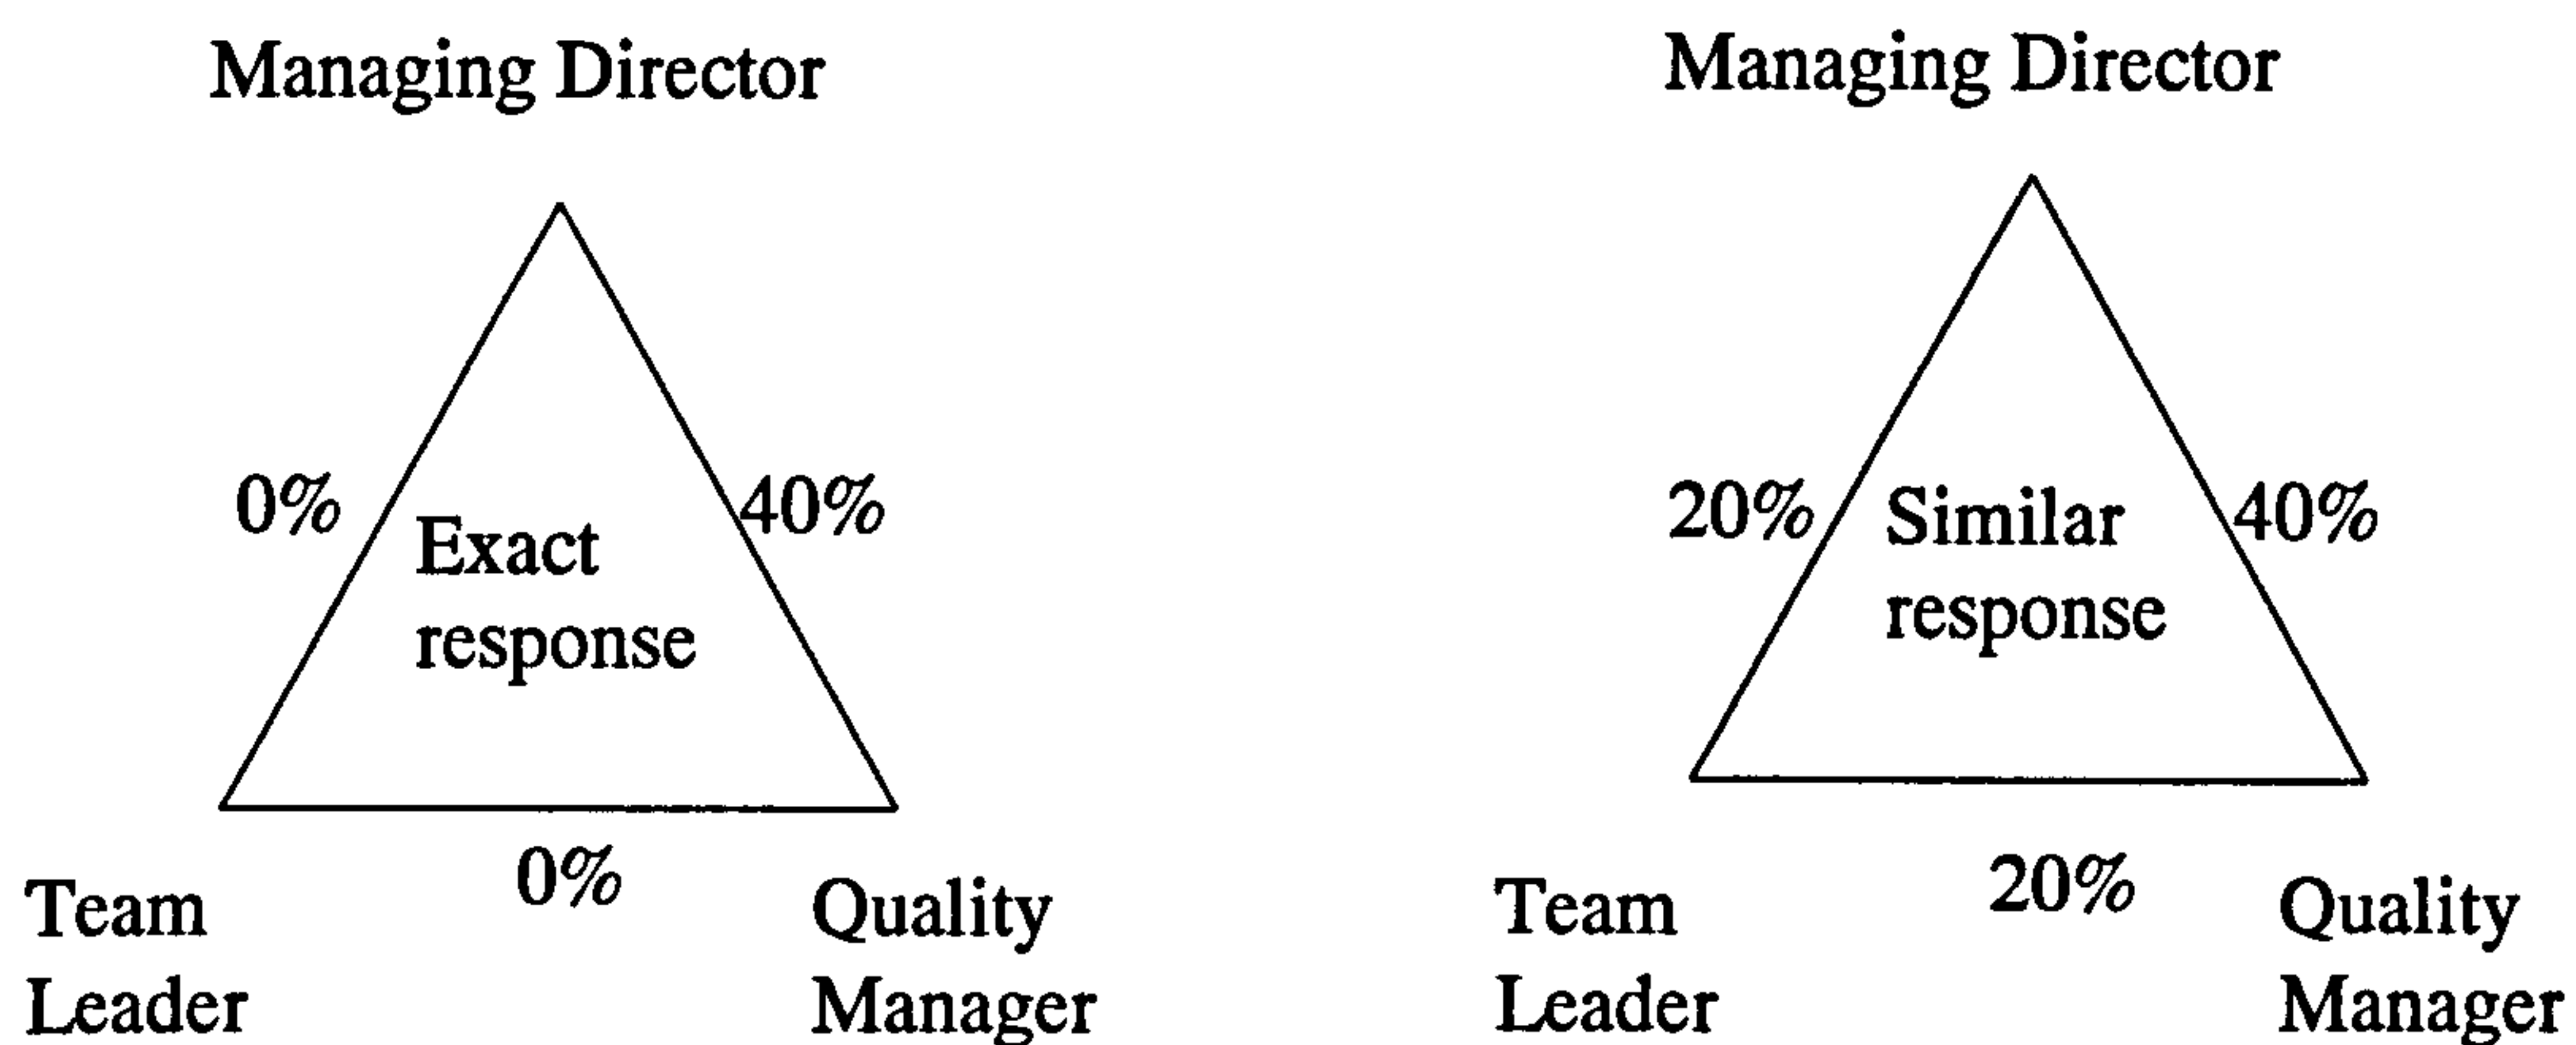 Managing Director
0%
40%
Exact
response
0%
Team
Leader
Quality
Manager
Managing Director
20%
40%
Similar
response
20%
Team
Leader
Quality
Manager